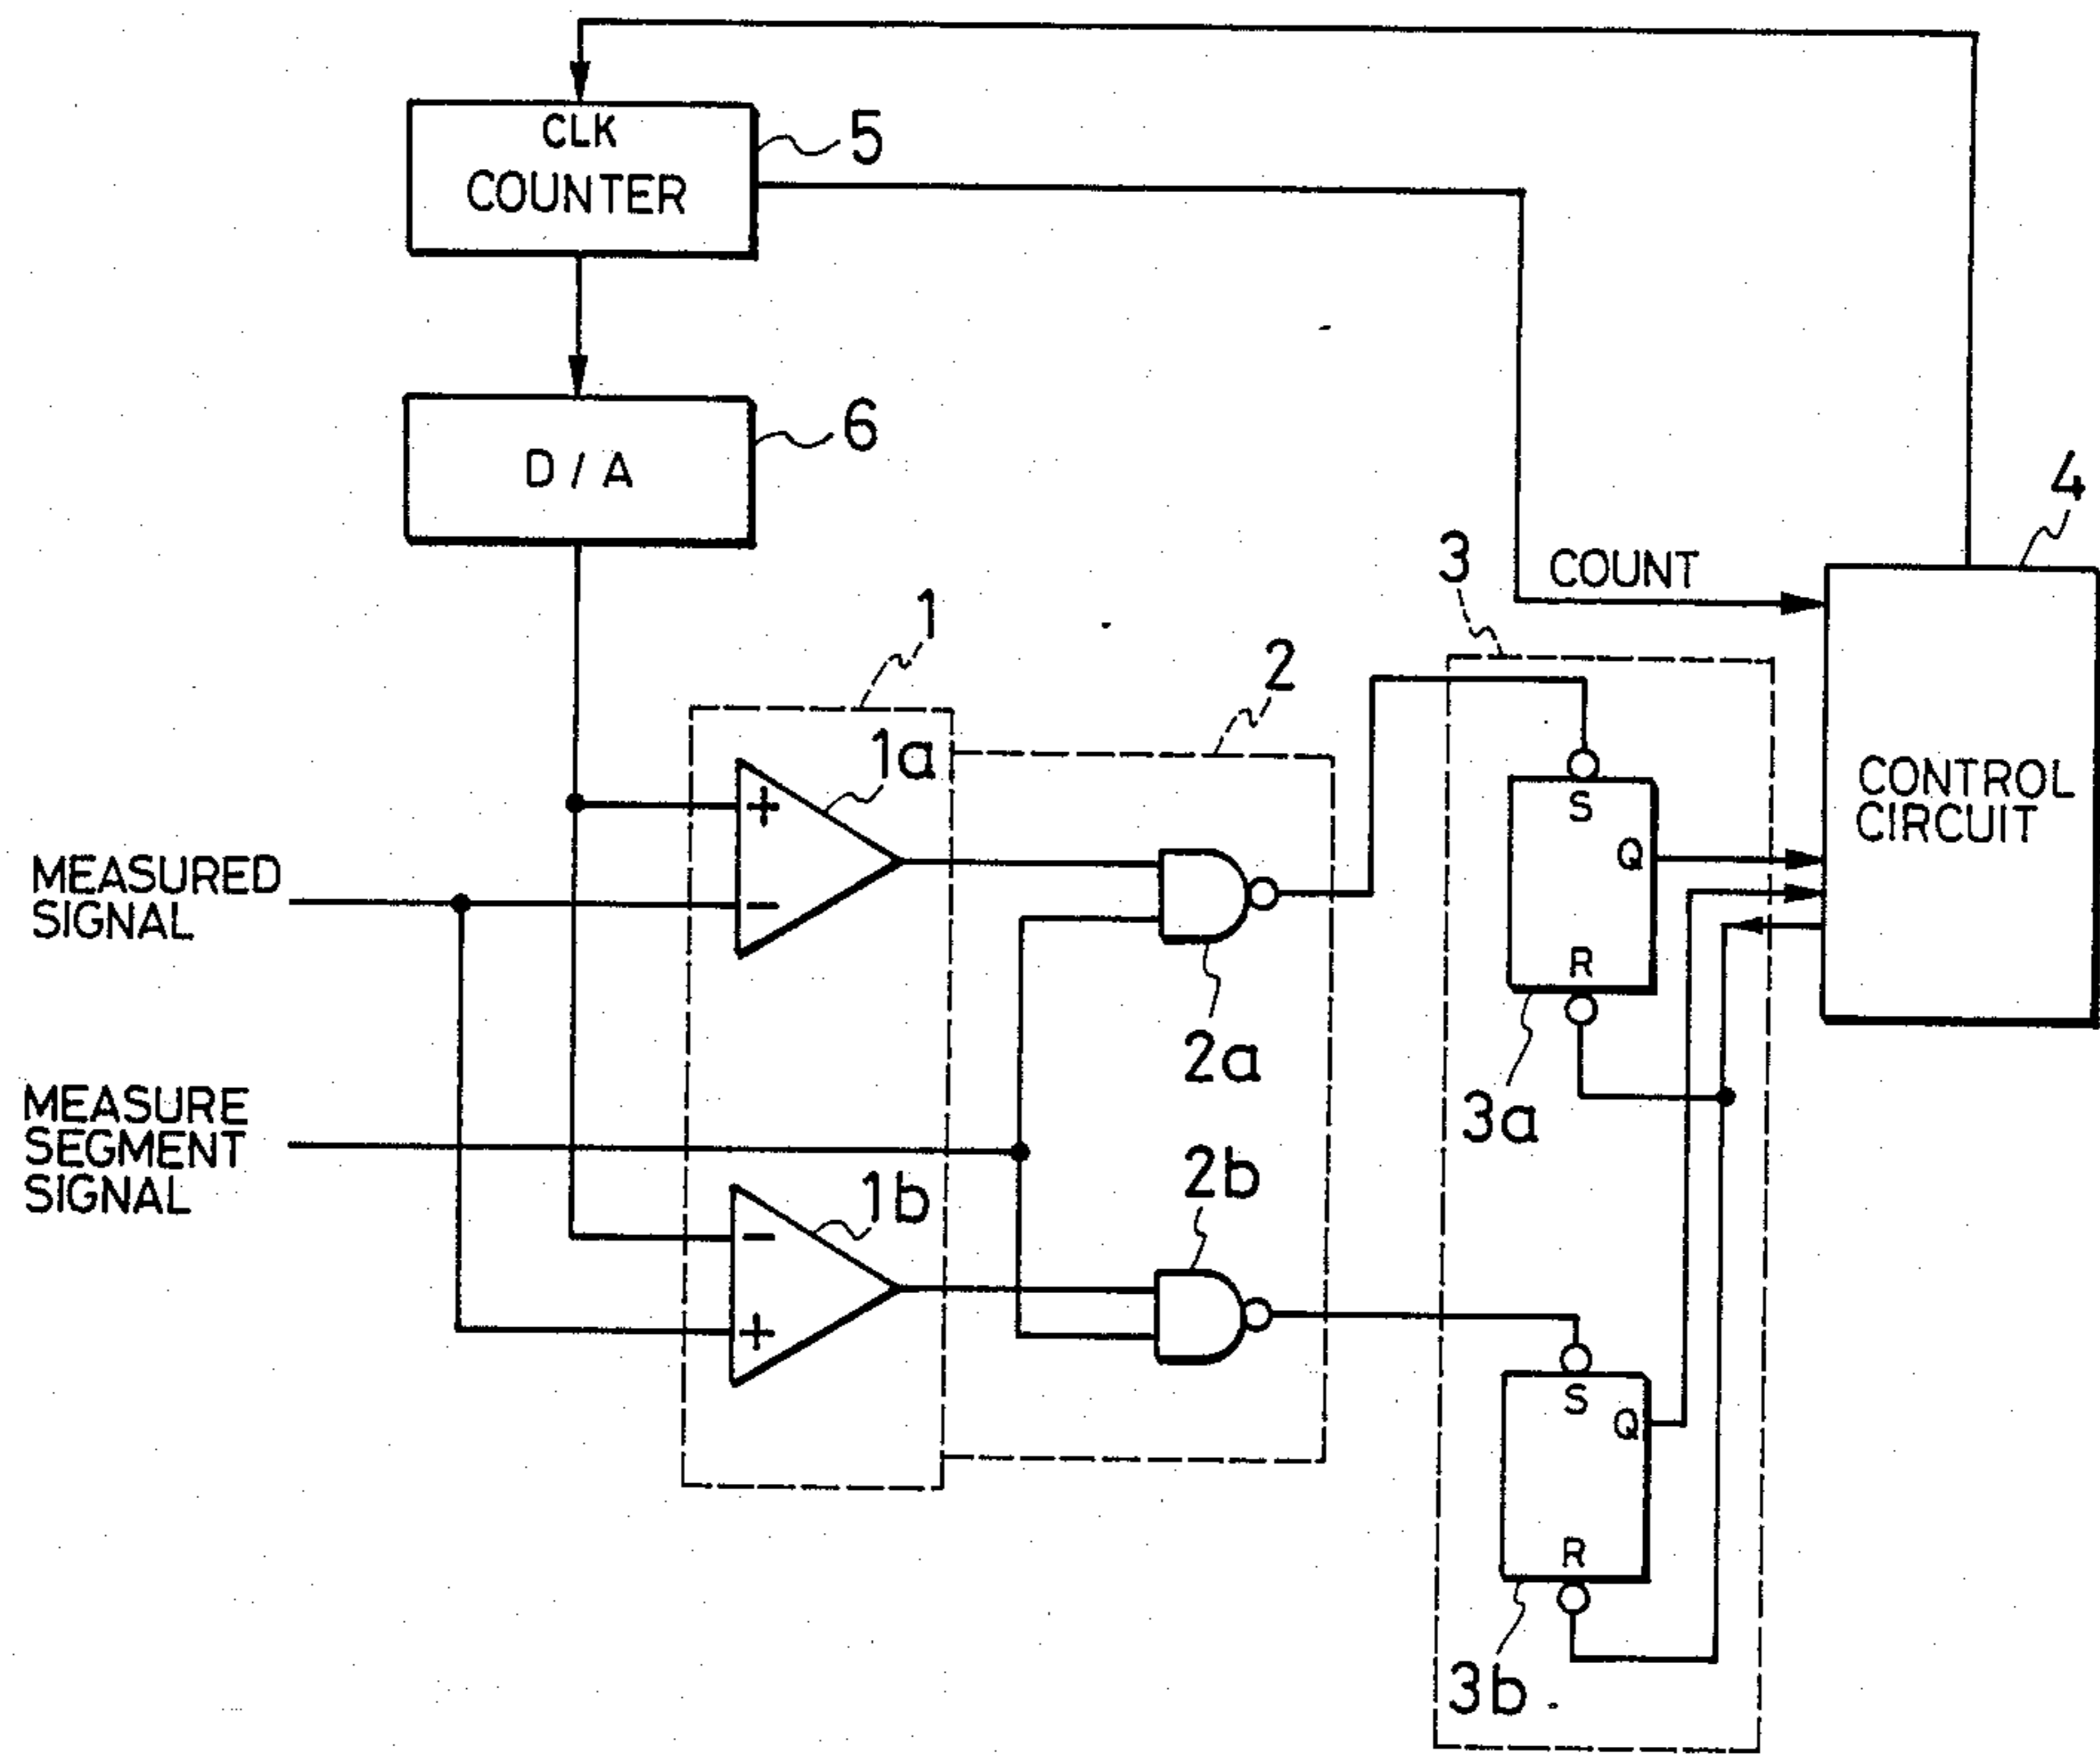 CLK
COUNTER
5
D / A
6
4
COUNT
3
1
2
1a
+
−
MEASURED
SIGNAL
2a
S
Q
R
3a
CONTROL
CIRCUIT
MEASURE
SEGMENT
SIGNAL
1b
−
+
2b
S
Q
R
3b